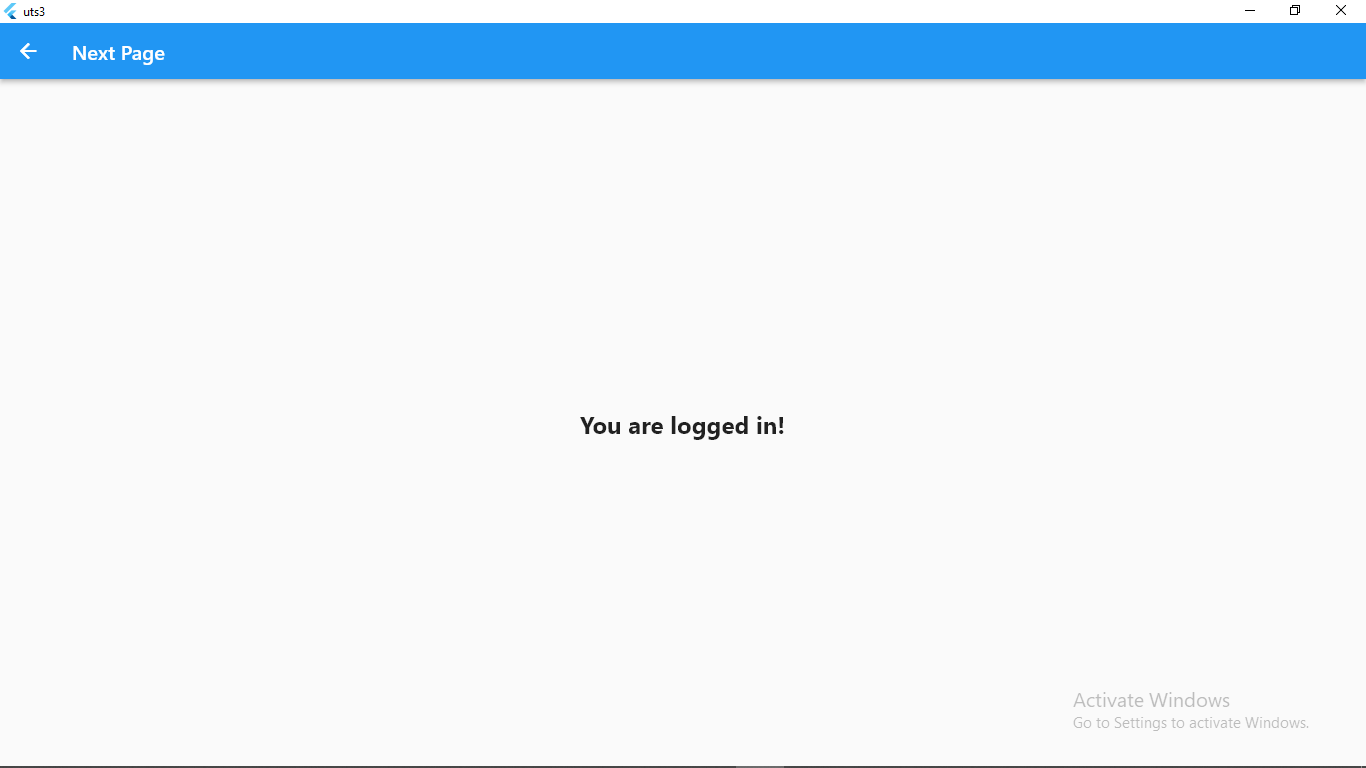 uts3
Next Page
You are logged in!
Activate Windows
Go to Settings to activate Windows.